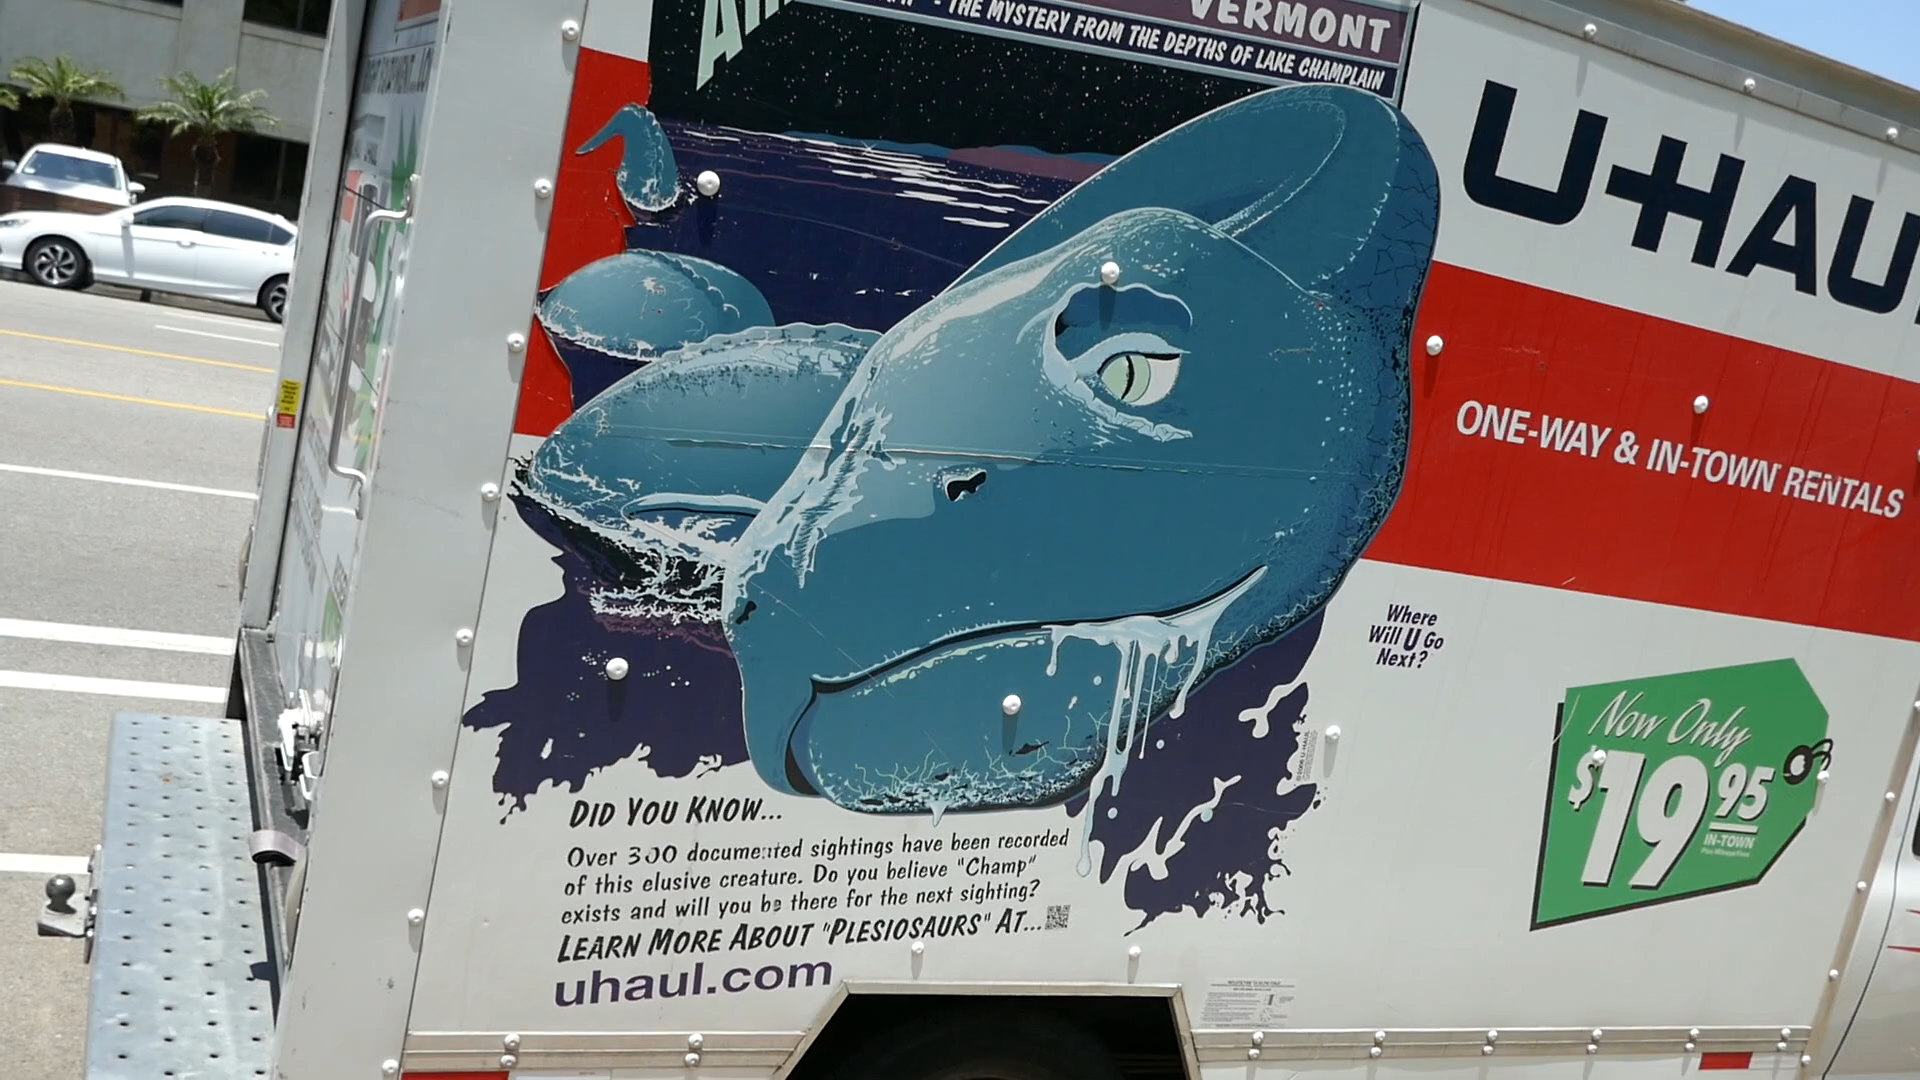 VERMONT
- THE MYSTERY FROM THE DEPTHS OF LAKE CHAMPLAIN
U-HAU
ONE-WAY & IN-TOWN RENTALS
Where
Will U Go
Next?
Now Only
$19 95
IN-TOWN
DID YOU KNOW...
Over 300 documented sightings have been recorded
of this elusive creature. Do you believe "Champ"
exists and will you be there for the next sighting?
LEARN MORE ABOUT "PLESIOSAURS" AT...
uhaul.com